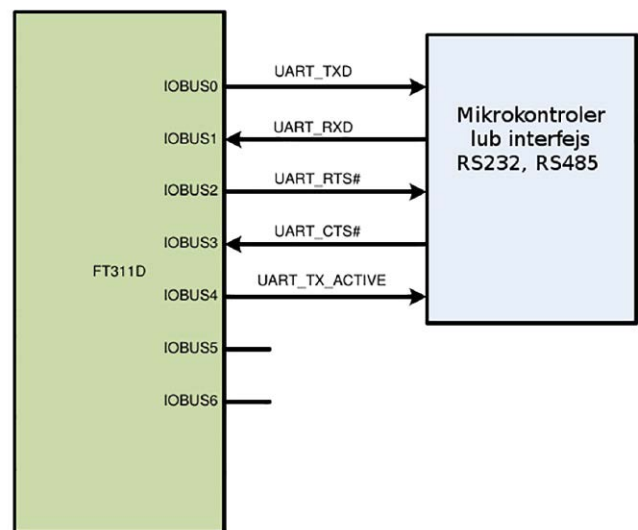 IOBUS0
UART_TXD
IOBUS1
UART_RXD
IOBUS2
UART_RTS#
IOBUS3
UART_CTS#
FT311D
IOBUS4
UART_TX_ACTIVE
IOBUS5
IOBUS6
Mikrokontroler
lub interfejs
RS232, RS485